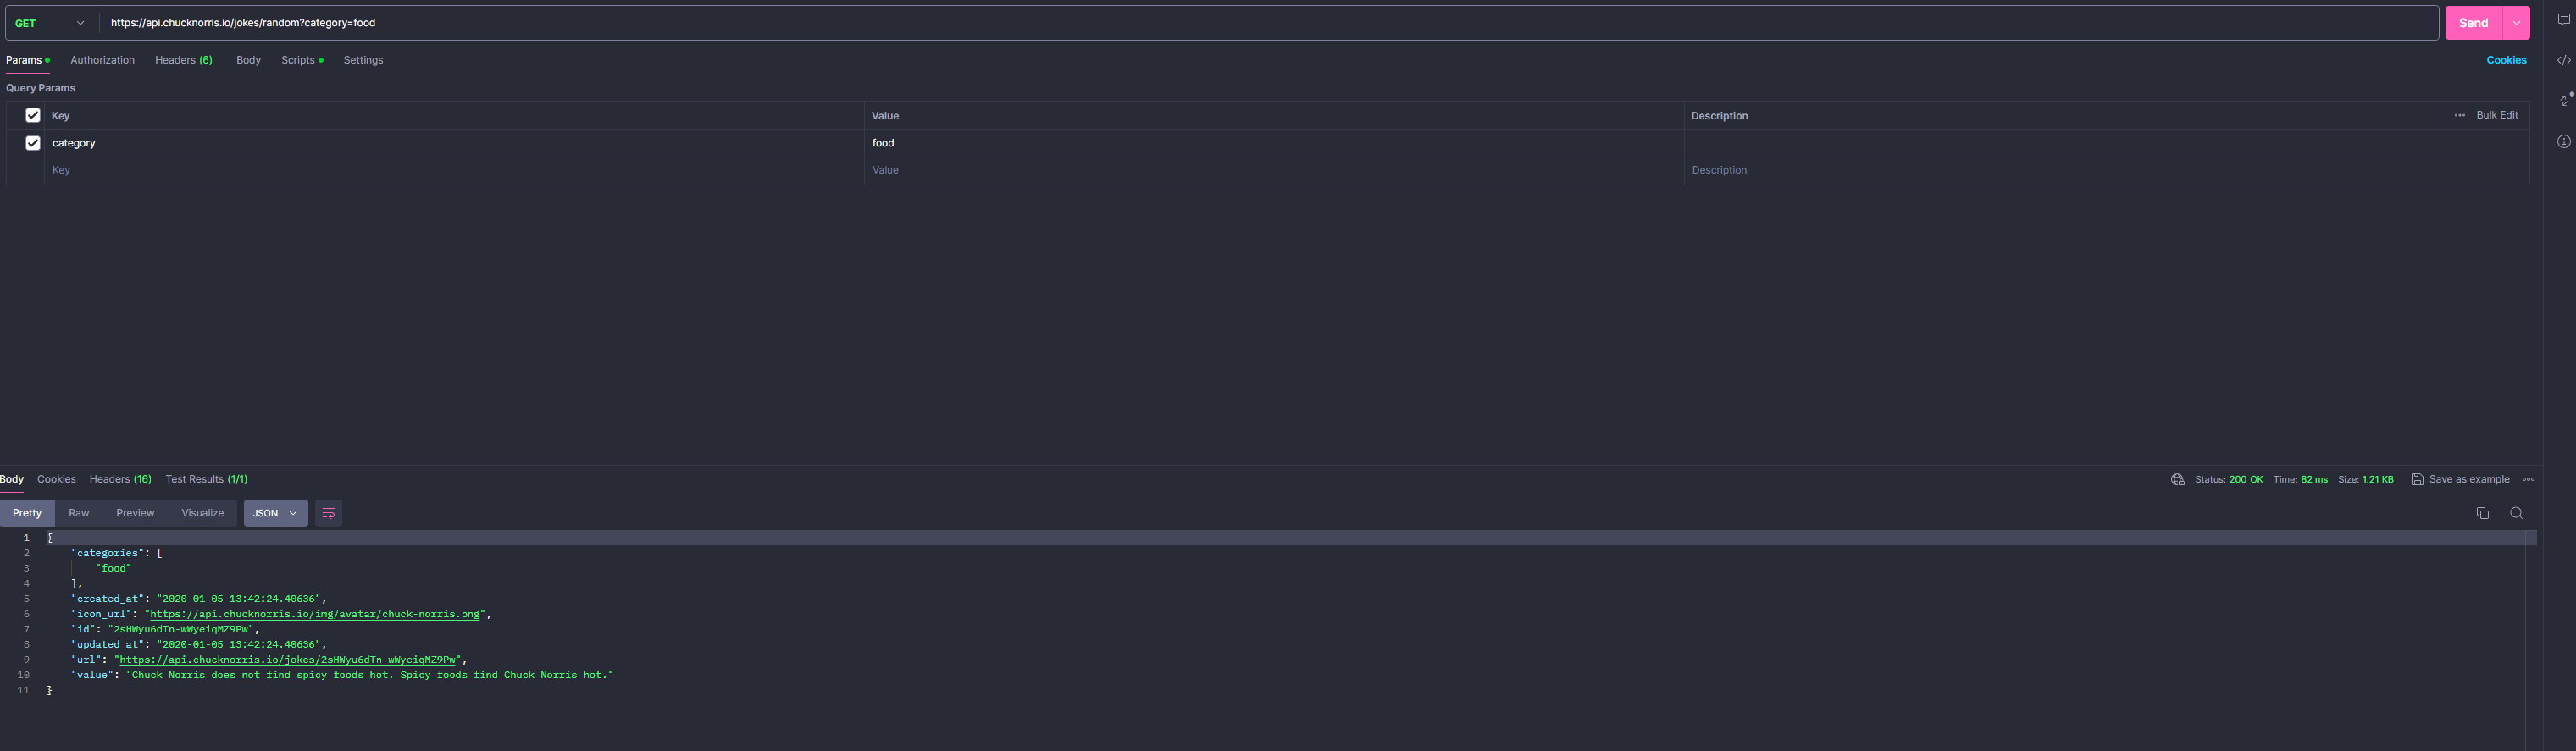 GET https://api.chucknorris.io/jokes/random?category=food Send
Params Authorization Headers (6) Body Scripts Settings Cookies
Query Params
Key Value Description Bulk Edit
category food
Key Value Description
Body Cookies Headers (16) Test Results (1/1) Status: 200 OK Time: 82 ms Size: 1.21 KB Save as example
Pretty Raw Preview Visualize JSON
1 {
2 "categories": [
3 "food"
4 ],
5 "created_at": "2020-01-05 13:42:24.40636",
6 "icon_url": "https://api.chucknorris.io/img/avatar/chuck-norris.png",
7 "id": "2sHWyu6dTn-wWyeiqMZ9Pw",
8 "updated_at": "2020-01-05 13:42:24.40636",
9 "url": "https://api.chucknorris.io/jokes/2sHWyu6dTn-wWyeiqMZ9Pw",
10 "value": "Chuck Norris does not find spicy foods hot. Spicy foods find Chuck Norris hot."
11 }